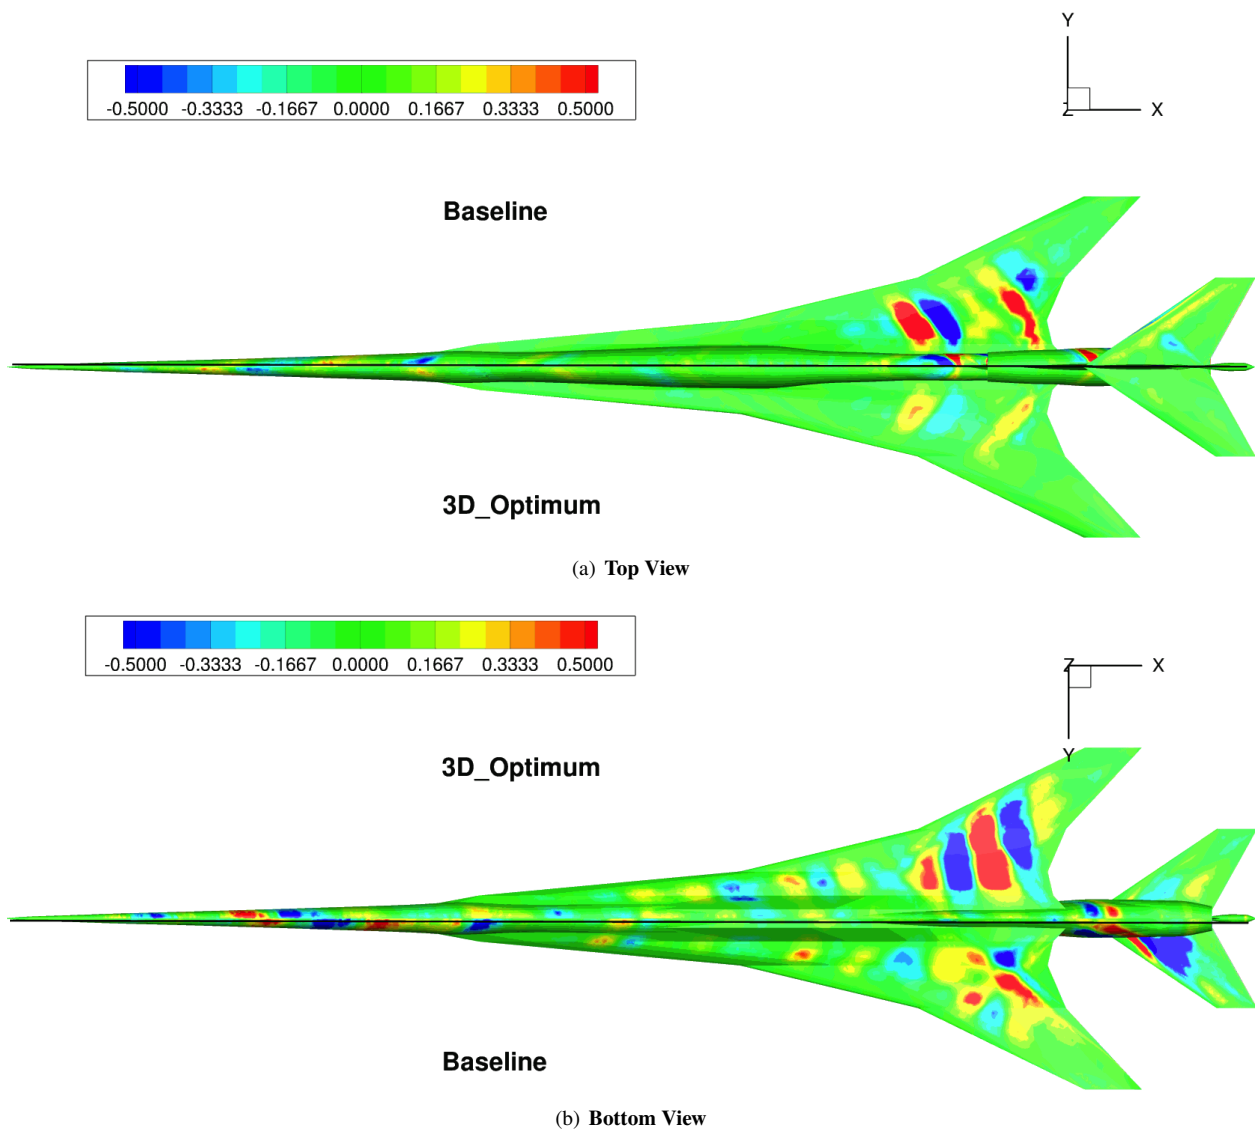 Y
Z X
-0.5000 -0.3333 -0.1667 0.0000 0.1667 0.3333 0.5000
Baseline
3D_Optimum
(a) Top View
-0.5000 -0.3333 -0.1667 0.0000 0.1667 0.3333 0.5000
Z X
Y
3D_Optimum
Baseline
(b) Bottom View